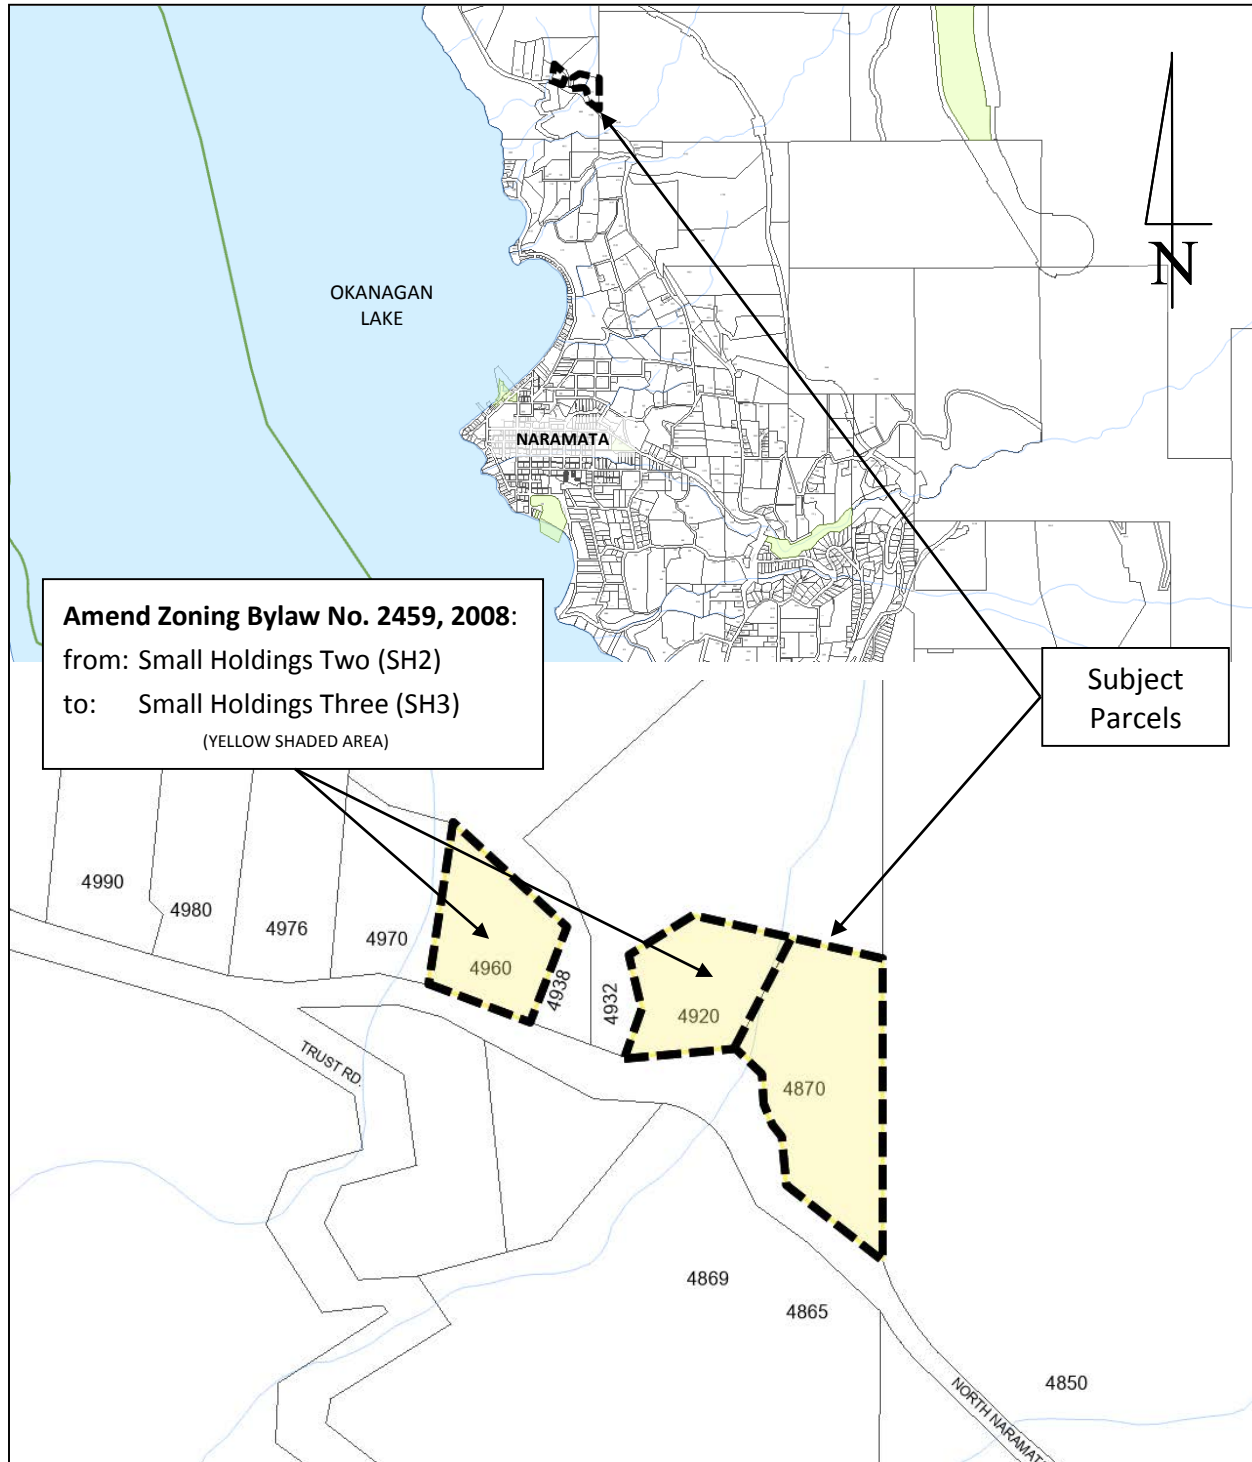 OKANAGAN
LAKE
N
NARAMATA
Amend Zoning Bylaw No. 2459, 2008:
from: Small Holdings Two (SH2)
to: Small Holdings Three (SH3)
(YELLOW SHADED AREA)
Subject
Parcels
4990
4980
4976
4970
4960
4938
4932
4920
4870
TRUST RD.
4869
4865
4850
NORTH NARAMAT